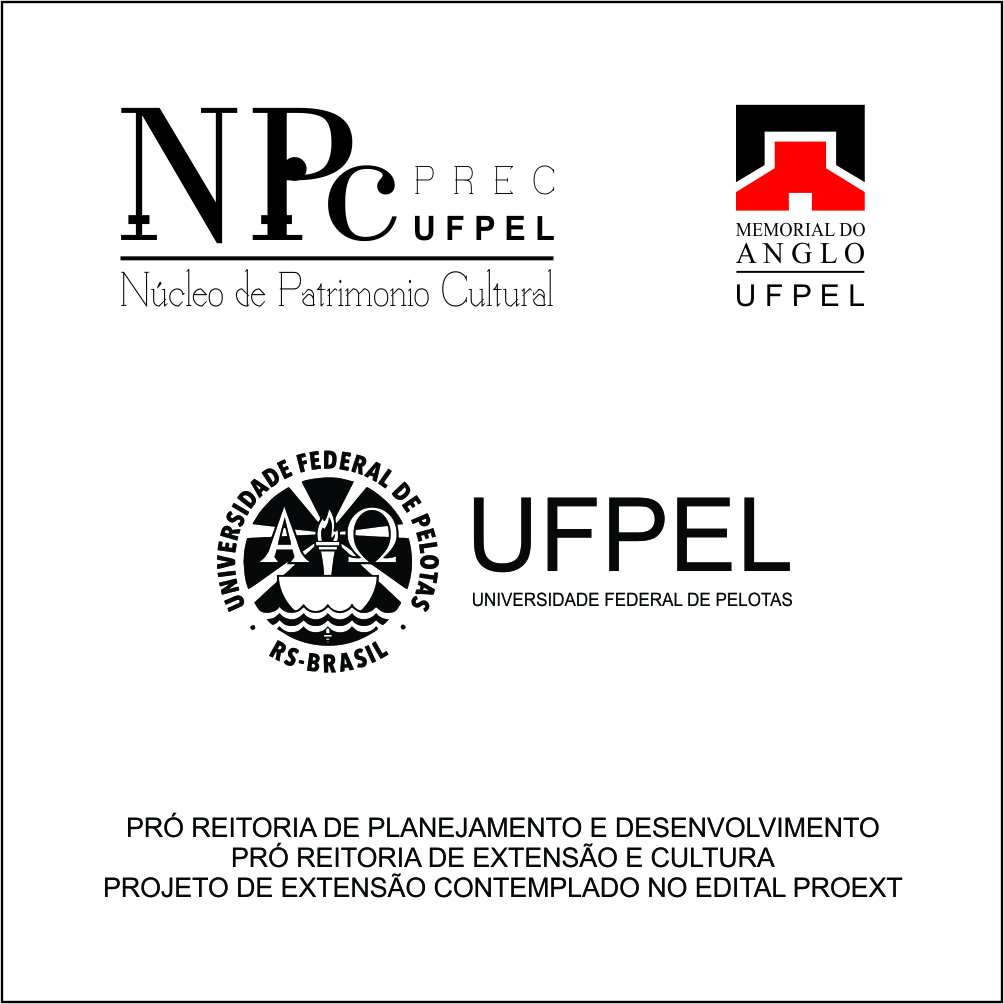 NPc PREC
UFPEL
Núcleo de Patrimonio Cultural
MEMORIAL DO
ANGLO
UFPEL
UNIVERSIDADE FEDERAL DE PELOTAS
Α Ω
· RS-BRASIL ·
UFPEL
UNIVERSIDADE FEDERAL DE PELOTAS
PRÓ REITORIA DE PLANEJAMENTO E DESENVOLVIMENTO
PRÓ REITORIA DE EXTENSÃO E CULTURA
PROJETO DE EXTENSÃO CONTEMPLADO NO EDITAL PROEXT